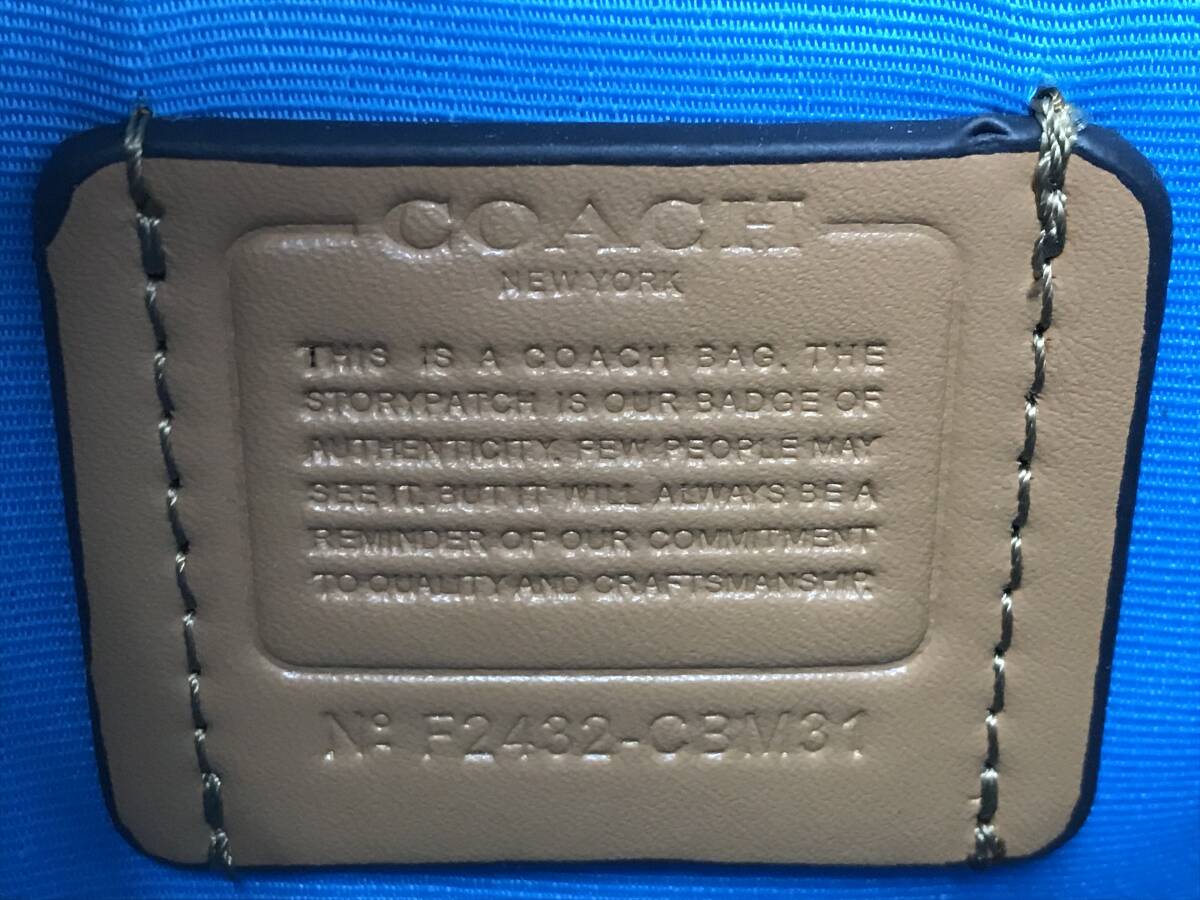 COACH
NEW YORK
THIS IS A COACH BAG. THE
STORYPATCH IS OUR BADGE OF
AUTHENTICITY. FEW PEOPLE MAY
SEE IT, BUT IT WILL ALWAYS BE A
REMINDER OF OUR COMMITMENT
TO QUALITY AND CRAFTSMANSHIP.
Nº F2432-CBM31